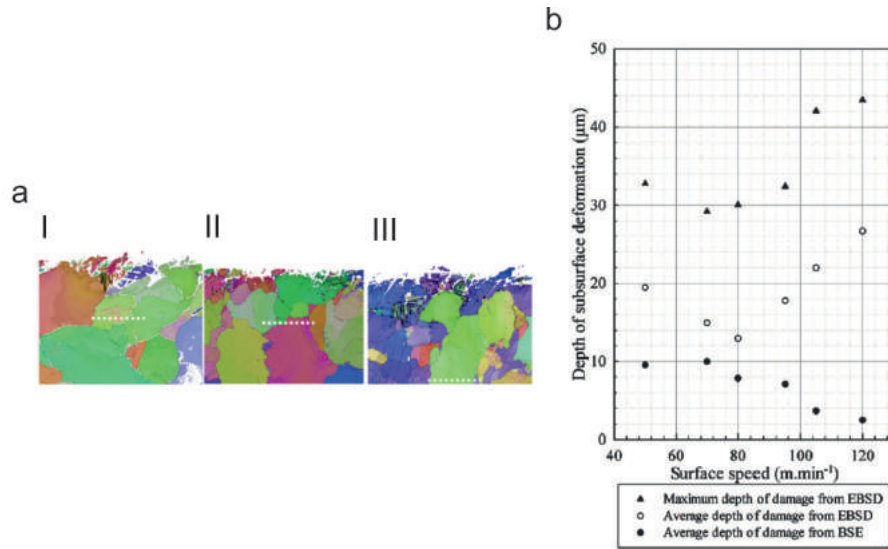 a
I
II
III
b
50
40
30
20
10
0
40
60
80
100
120
Depth of subsurface deformation (µm)
Surface speed (m.min⁻¹)
Maximum depth of damage from EBSD
Average depth of damage from EBSD
Average depth of damage from BSE